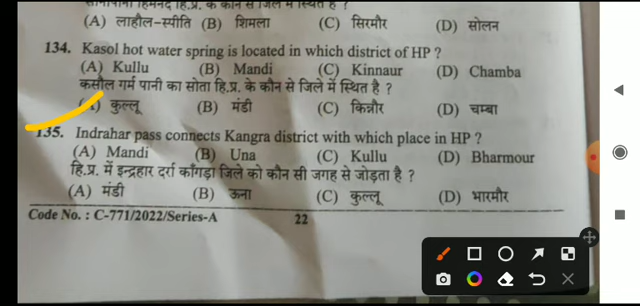 (A) लाहौल-स्पीति (B) शिमला (C) सिरमौर (D) सोलन
134. Kasol hot water spring is located in which district of HP ?
(A) Kullu (B) Mandi (C) Kinnaur (D) Chamba
कसौल गर्म पानी का सोता हि.प्र. के कौन से जिले में स्थित है ?
(A) कुल्लू (B) मंडी (C) किन्नौर (D) चम्बा
135. Indrahar pass connects Kangra district with which place in HP ?
(A) Mandi (B) Una (C) Kullu (D) Bharmour
हि.प्र. में इन्द्रहार दर्रा काँगड़ा जिले को कौन सी जगह से जोड़ता है ?
(A) मंडी (B) ऊना (C) कुल्लू (D) भारमौर
Code No. : C-771/2022/Series-A 22